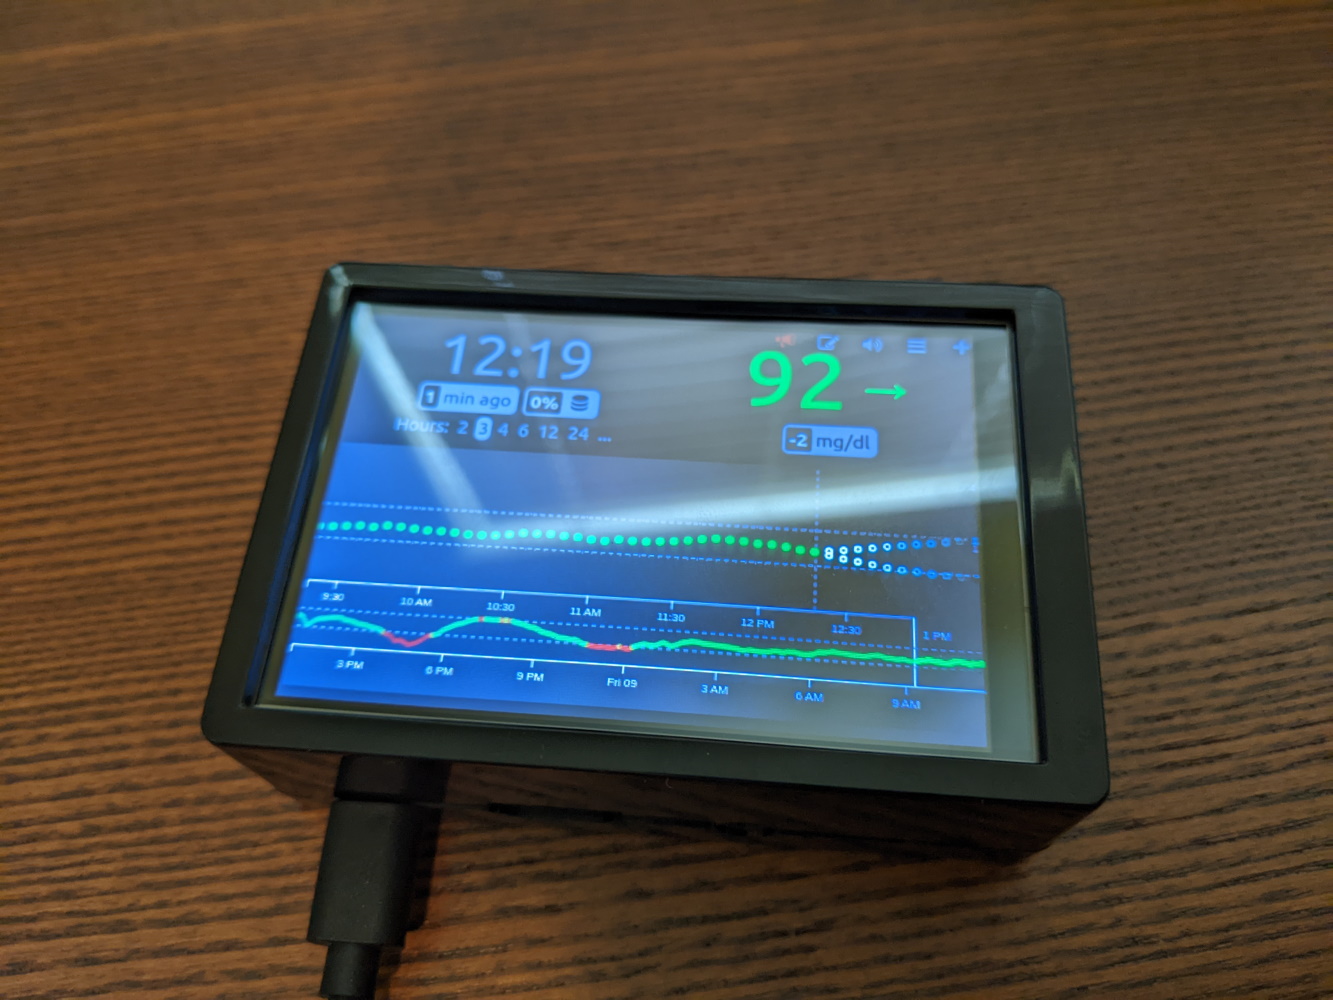 12:19
1 min ago 0%
Hours: 2 3 4 6 12 24 ...
92 →
-2 mg/dl
9:30 10 AM 10:30 11 AM 11:30 12 PM 12:30 1 PM
3 PM 6 PM 9 PM Fri 09 3 AM 6 AM 9 AM